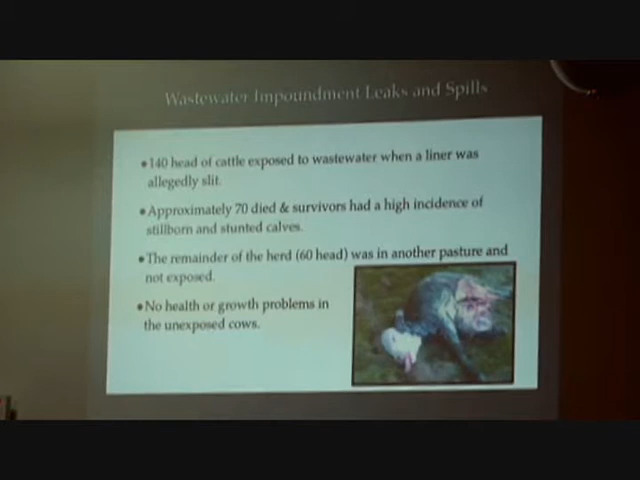 Wastewater Impoundment Leaks and Spills
•140 head of cattle exposed to wastewater when a liner was
allegedly slit.
•Approximately 70 died & survivors had a high incidence of
stillborn and stunted calves.
•The remainder of the herd (60 head) was in another pasture and
not exposed.
•No health or growth problems in
the unexposed cows.